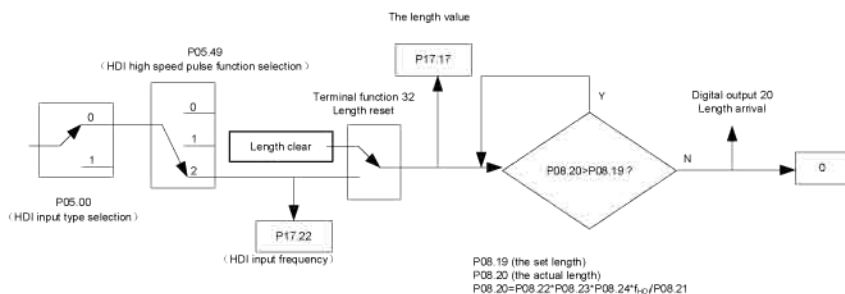 The length value
P17.17
P05.49
（HDI high speed pulse function selection）
0
1
2
0
1
P05.00
（HDI input type selection）
Length clear
Terminal function 32
Length reset
P17.22
(HDI input frequency）
Y
P08.20>P08.19 ?
N
Digital output 20
Length arrival
0
P08.19 (the set length)
P08.20 (the actual length)
P08.20=P08.22*P08.23*P08.24*fHDI/P08.21